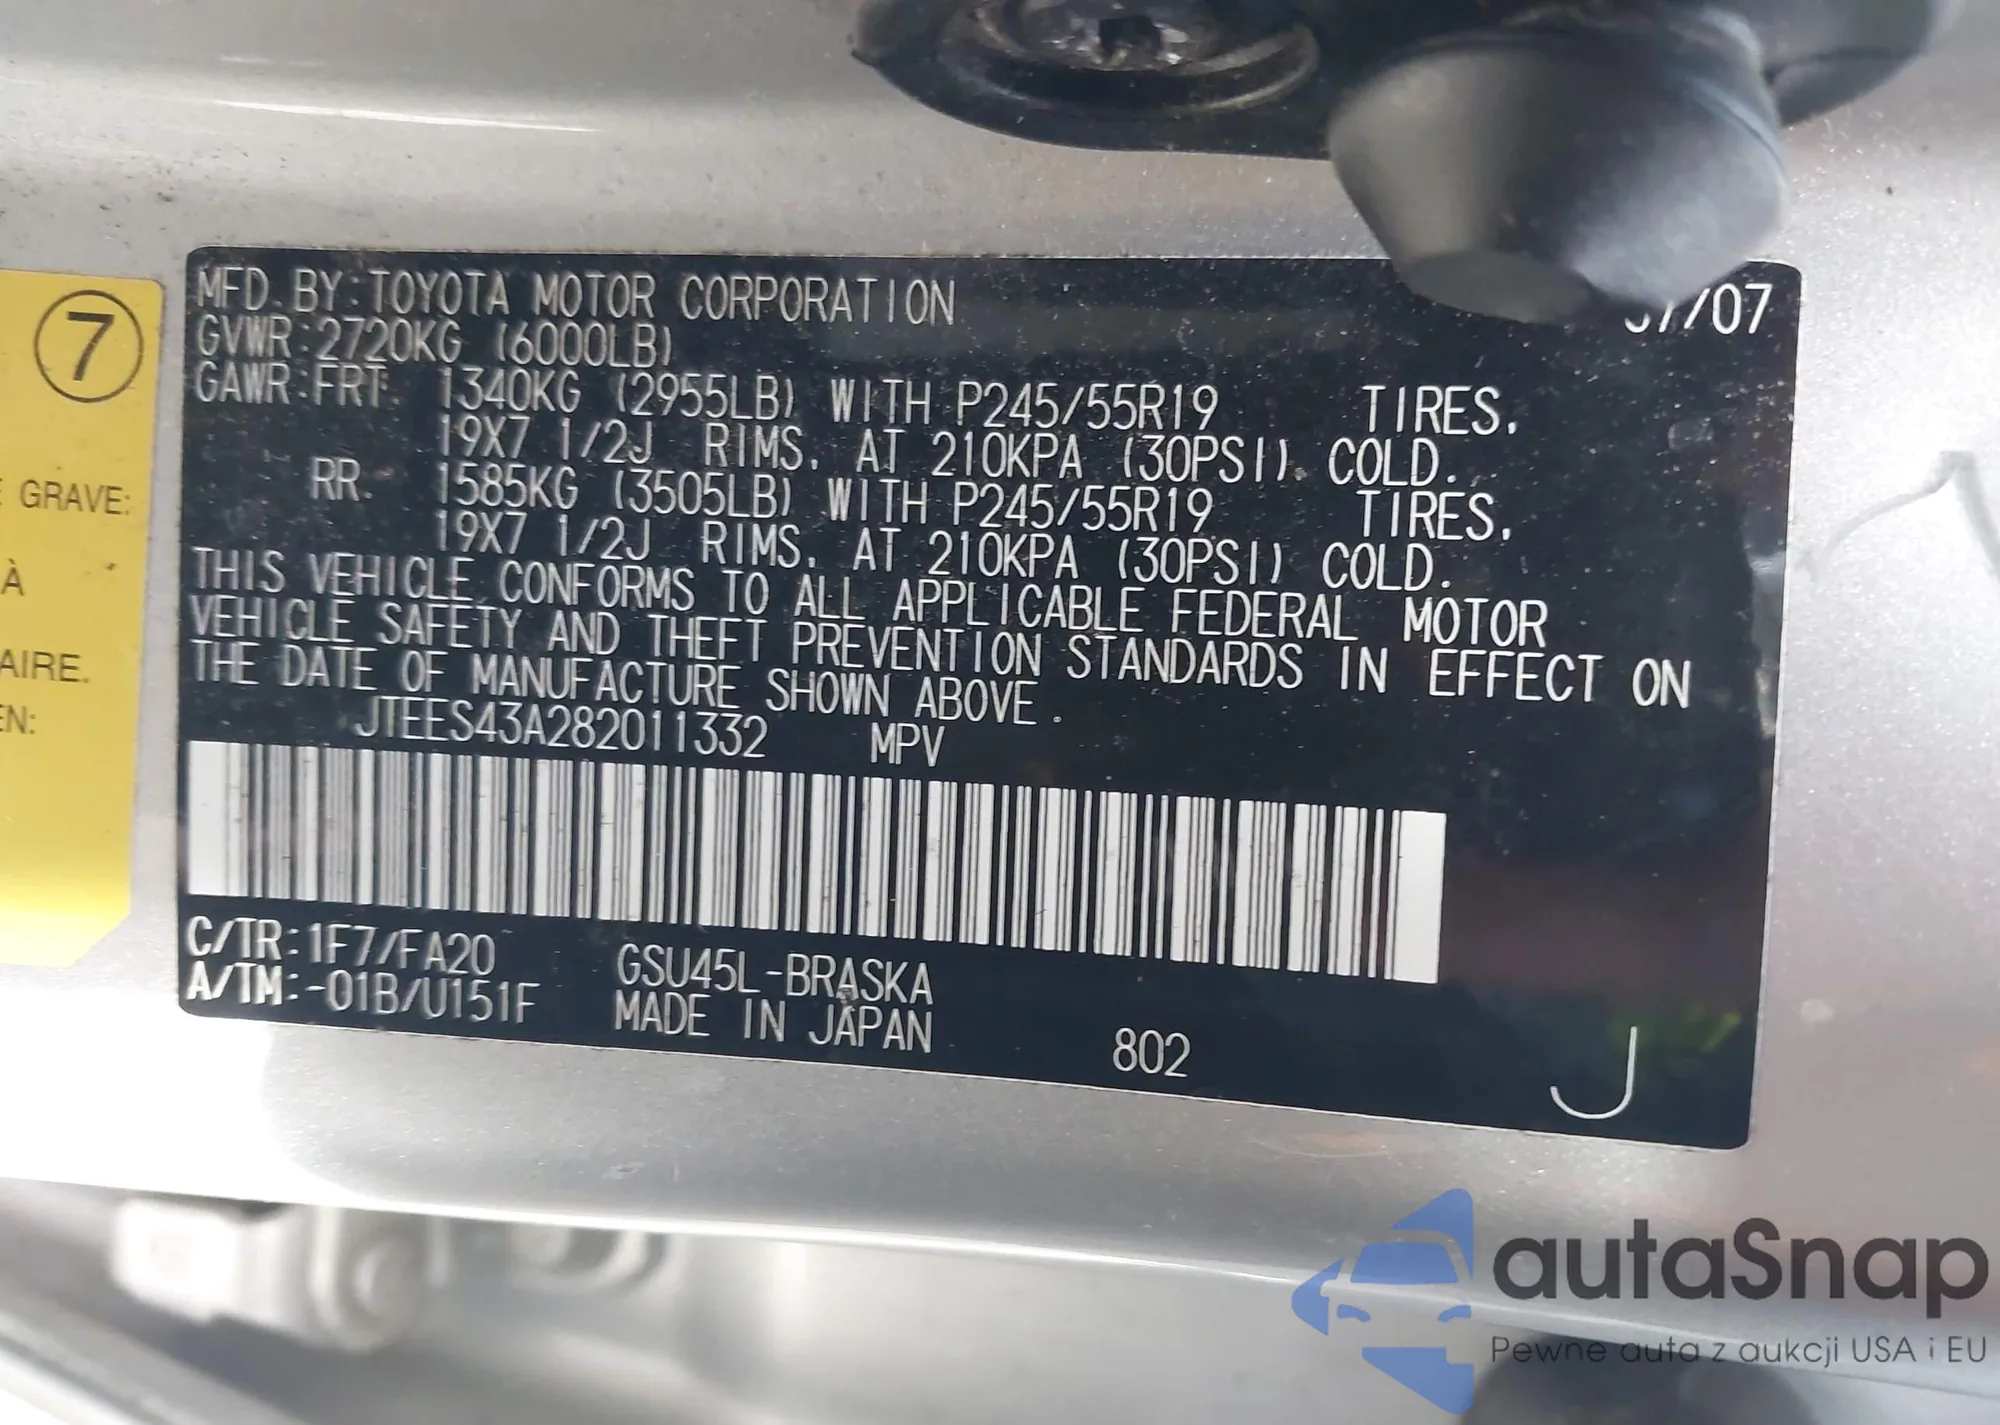 7
GRAVE:
À
AIRE.
EN:
MFD. BY: TOYOTA MOTOR CORPORATION
GVWR: 2720KG (6000LB)
GAWR: FRT. 1340KG (2955LB) WITH P245/55R19 TIRES.
19X7 1/2J RIMS. AT 210KPA (30PSI) COLD.
RR. 1585KG (3505LB) WITH P245/55R19 TIRES.
19X7 1/2J RIMS. AT 210KPA (30PSI) COLD.
THIS VEHICLE CONFORMS TO ALL APPLICABLE FEDERAL MOTOR
VEHICLE SAFETY AND THEFT PREVENTION STANDARDS IN EFFECT ON
THE DATE OF MANUFACTURE SHOWN ABOVE.
JTEES43A282011332 MPV
C/TR: 1F7/FA20 GSU45L-BRASKA
A/TM: -01B/U151F MADE IN JAPAN
802
J
autaSnap
Pewne auta z aukcji USA i EU